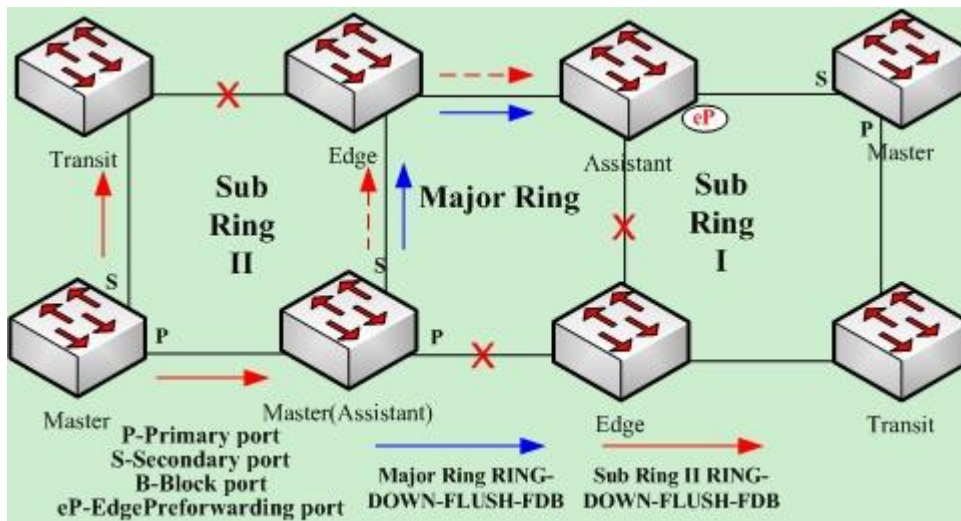 S
eP
Transit
Edge
Assistant
P
Master
Sub
Ring
II
Major Ring
Sub
Ring
I
S
S
P
P
Master
Master(Assistant)
Edge
Transit
P-Primary port
S-Secondary port
B-Block port
eP-EdgePreforwarding port
Major Ring RING-
DOWN-FLUSH-FDB
Sub Ring II RING-
DOWN-FLUSH-FDB